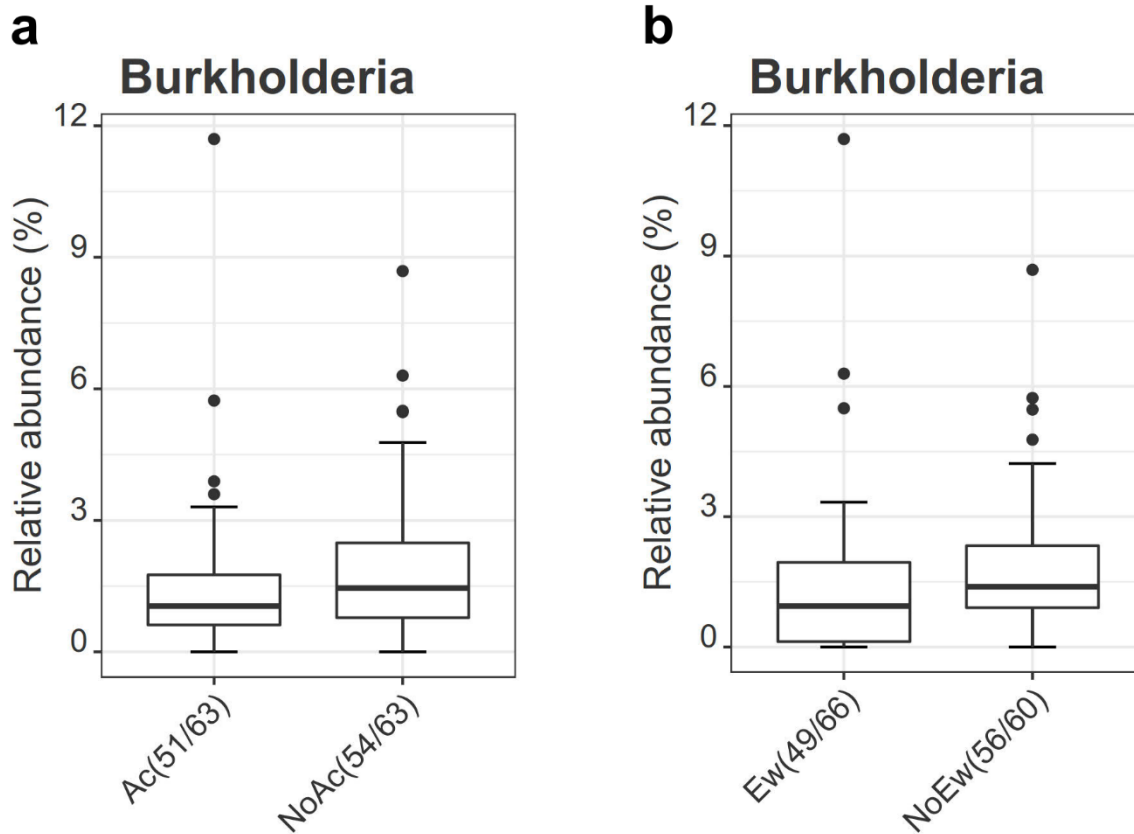 a
Burkholderia
Relative abundance (%)
12
9
6
3
0
Ac(51/63)
NoAc(54/63)
b
Burkholderia
Relative abundance (%)
12
9
6
3
0
Ew(49/66)
NoEw(56/60)